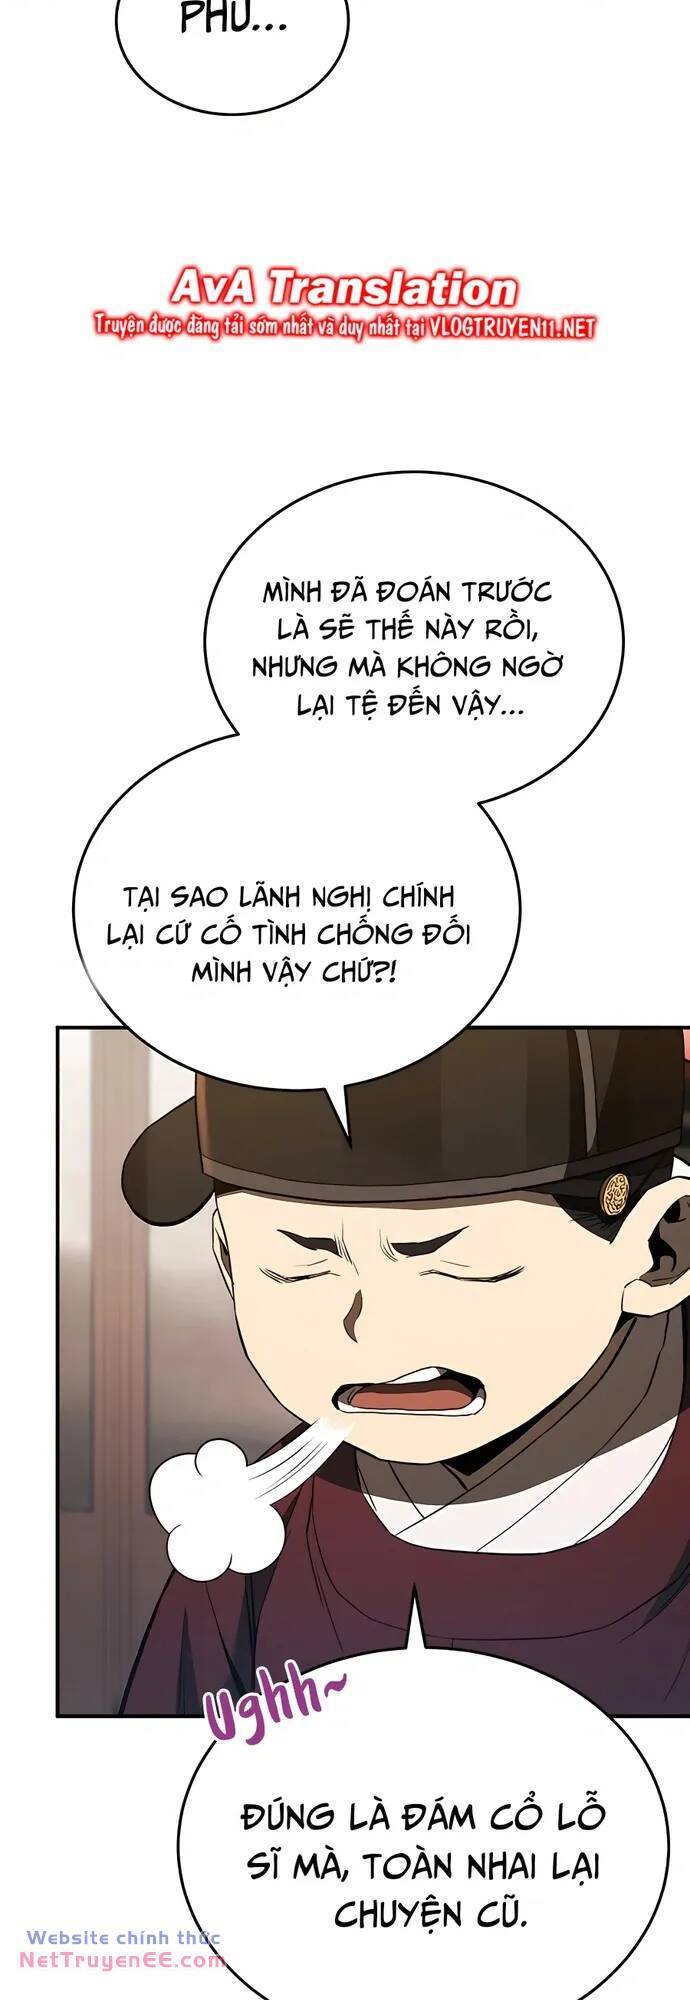 PHÙ...
AvA Translation
Truyện được đăng tải sớm nhất và duy nhất tại VLOGTRUYEN11.NET
MÌNH ĐÃ ĐOÁN TRƯỚC
LÀ SẼ THẾ NÀY RỒI,
NHƯNG MÀ KHÔNG NGỜ
LẠI TỆ ĐẾN VẬY...
TẠI SAO LÃNH NGHỊ CHÍNH
LẠI CỨ CỐ TÌNH CHỐNG ĐỐI
MÌNH VẬY CHỨ?!
Ughh~
ĐÚNG LÀ ĐÁM CỔ LỖ
SĨ MÀ, TOÀN NHAI LẠI
CHUYỆN CŨ.
Website chính thức
NetTruyenEE.com